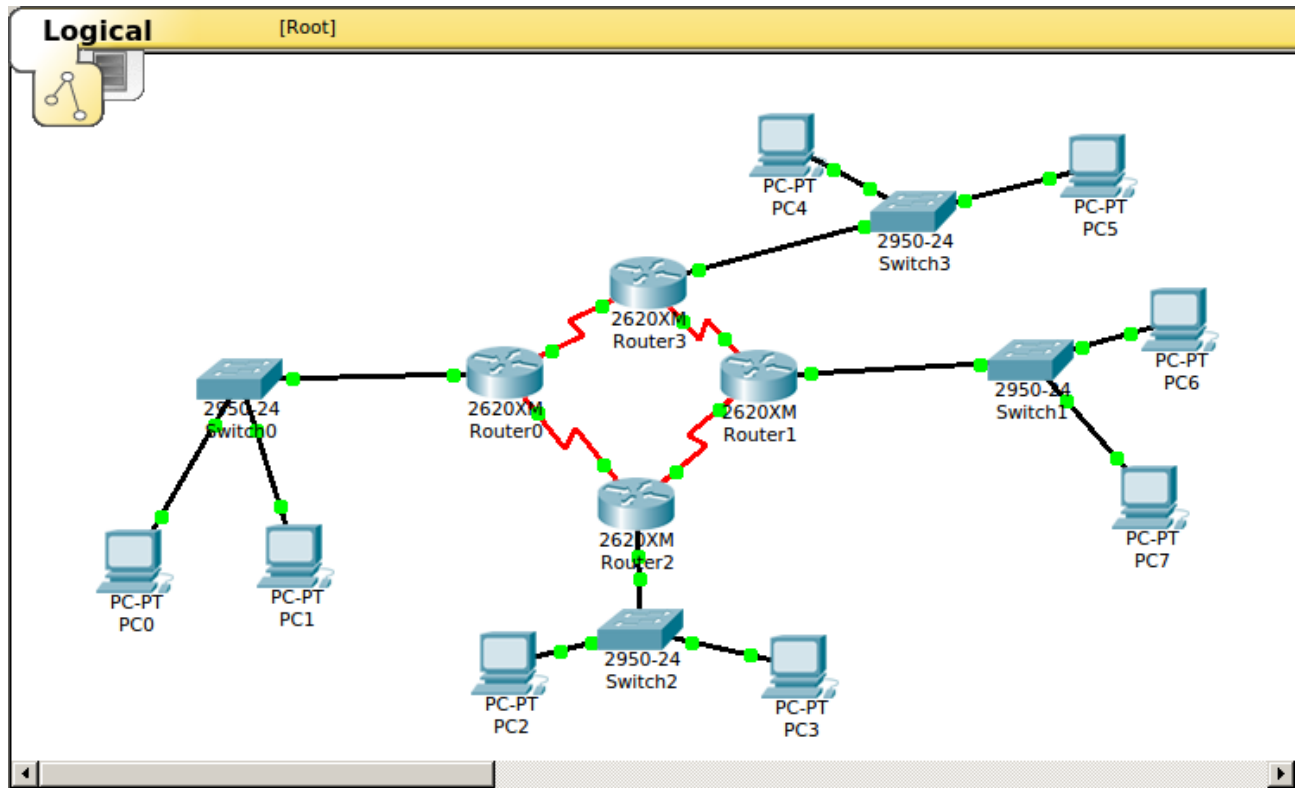 Logical
[Root]
PC-PT
PC4
PC-PT
PC5
2950-24
Switch3
2620XM
Router3
PC-PT
PC6
2950-24
Switch0
2620XM
Router0
2620XM
Router1
2950-24
Switch1
2620XM
Router2
PC-PT
PC7
PC-PT
PC0
PC-PT
PC1
2950-24
Switch2
PC-PT
PC2
PC-PT
PC3